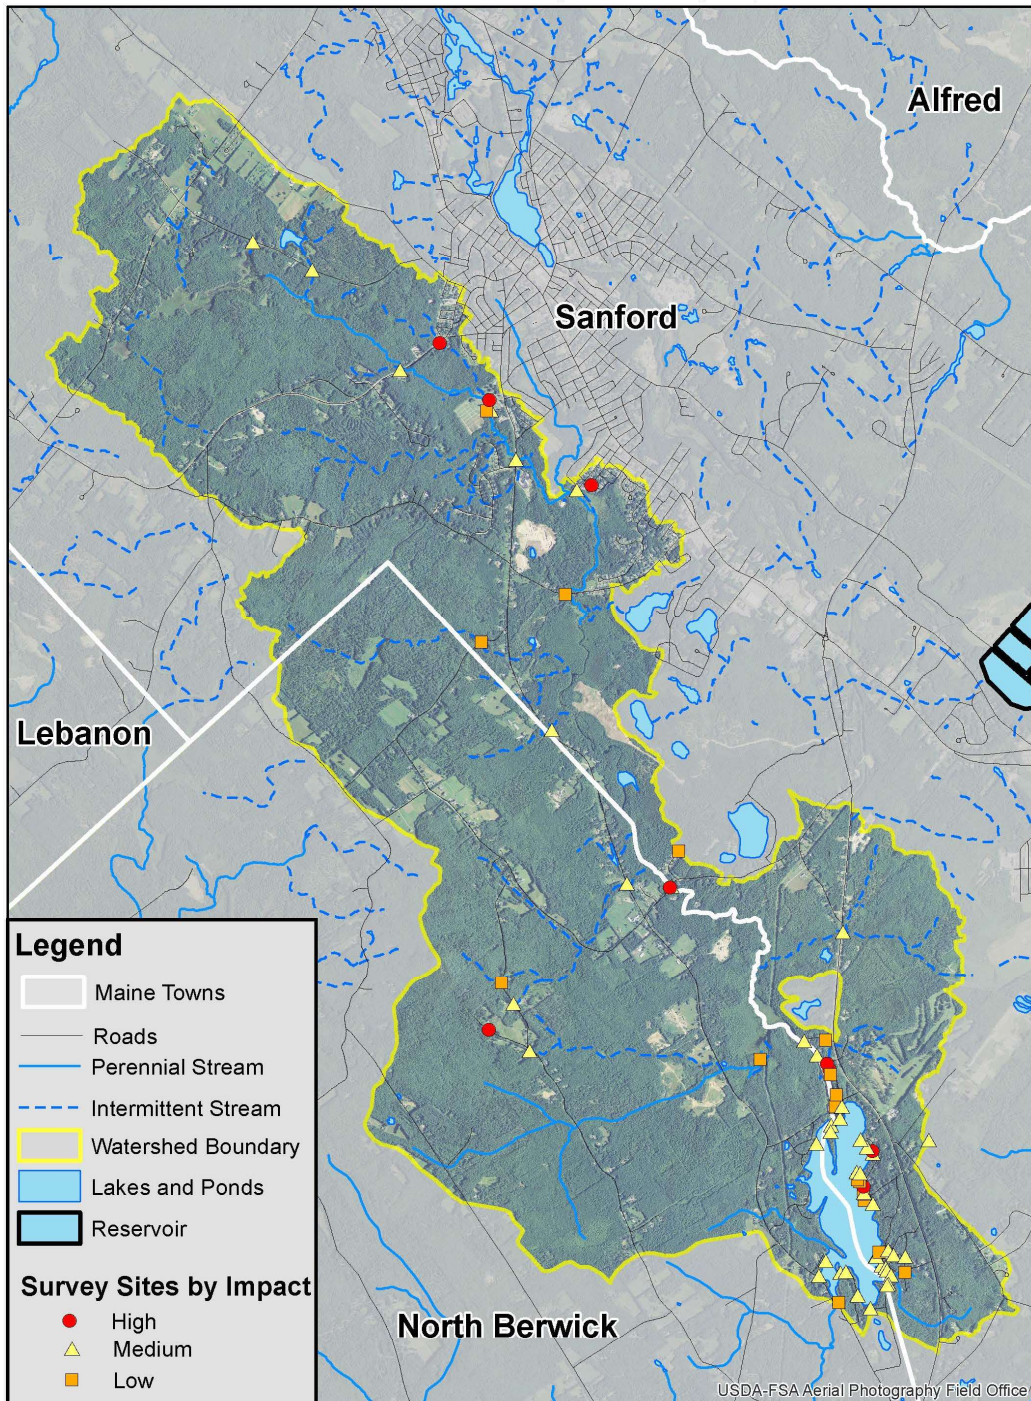 Alfred
Sanford
Lebanon
Legend
Maine Towns
Roads
Perennial Stream
Intermittent Stream
Watershed Boundary
Lakes and Ponds
Reservoir
Survey Sites by Impact
High
Medium
Low
North Berwick
USDA-FSA Aerial Photography Field Office